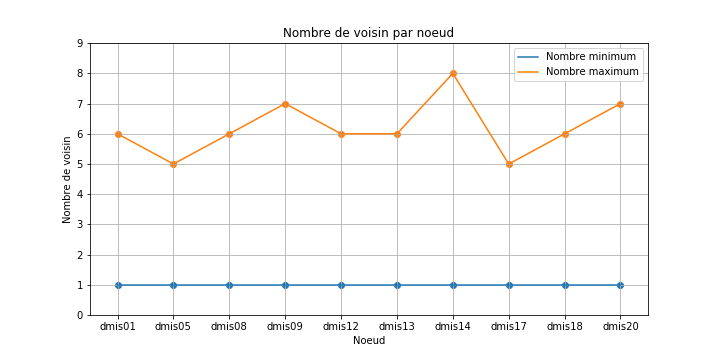 Nombre de voisin par noeud
Nombre minimum
Nombre maximum
9
8
7
6
5
4
3
2
1
0
Nombre de voisin
dmis01 dmis05 dmis08 dmis09 dmis12 dmis13 dmis14 dmis17 dmis18 dmis20
Noeud